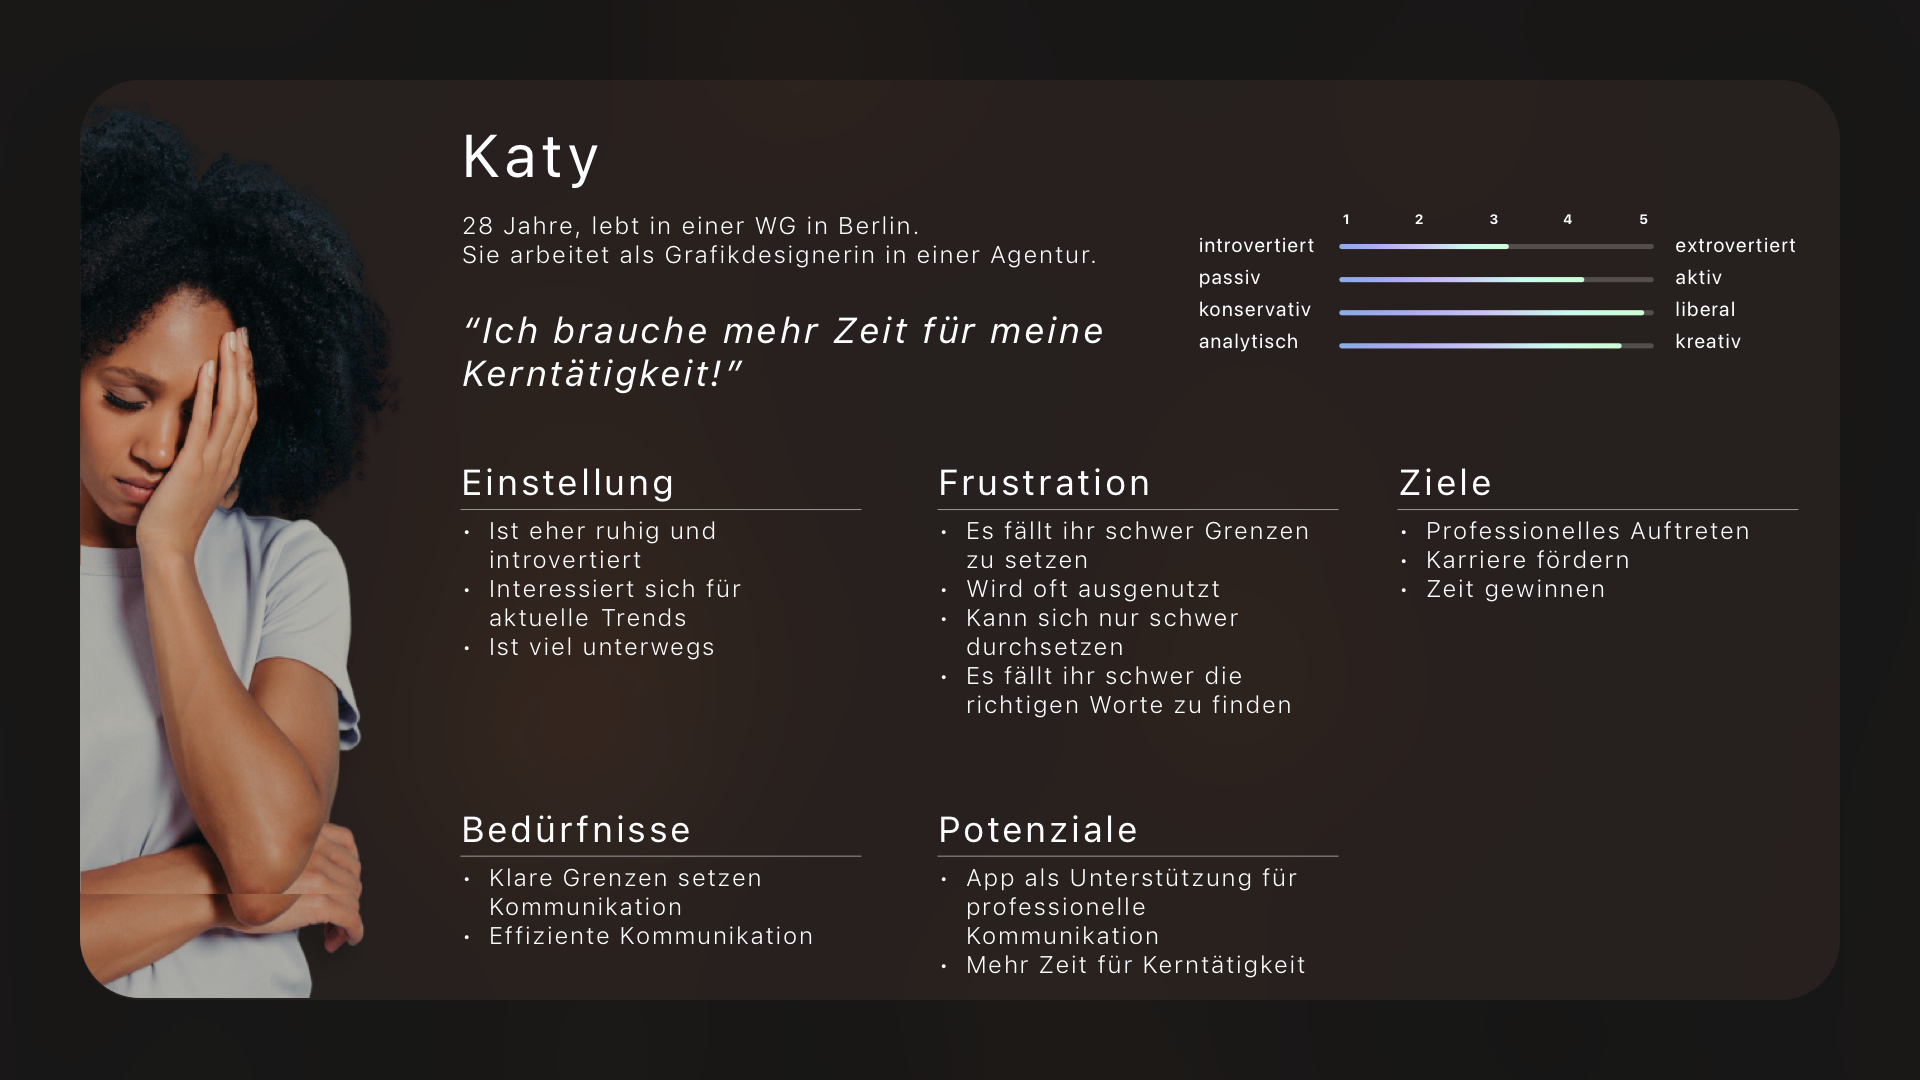 Katy
28 Jahre, lebt in einer WG in Berlin.
Sie arbeitet als Grafikdesignerin in einer Agentur.
“Ich brauche mehr Zeit für meine
Kerntätigkeit!”
1 2 3 4 5
introvertiert extrovertiert
passiv aktiv
konservativ liberal
analytisch kreativ
Einstellung
• Ist eher ruhig und
introvertiert
• Interessiert sich für
aktuelle Trends
• Ist viel unterwegs
Frustration
• Es fällt ihr schwer Grenzen
zu setzen
• Wird oft ausgenutzt
• Kann sich nur schwer
durchsetzen
• Es fällt ihr schwer die
richtigen Worte zu finden
Ziele
• Professionelles Auftreten
• Karriere fördern
• Zeit gewinnen
Bedürfnisse
• Klare Grenzen setzen
Kommunikation
• Effiziente Kommunikation
Potenziale
• App als Unterstützung für
professionelle
Kommunikation
• Mehr Zeit für Kerntätigkeit